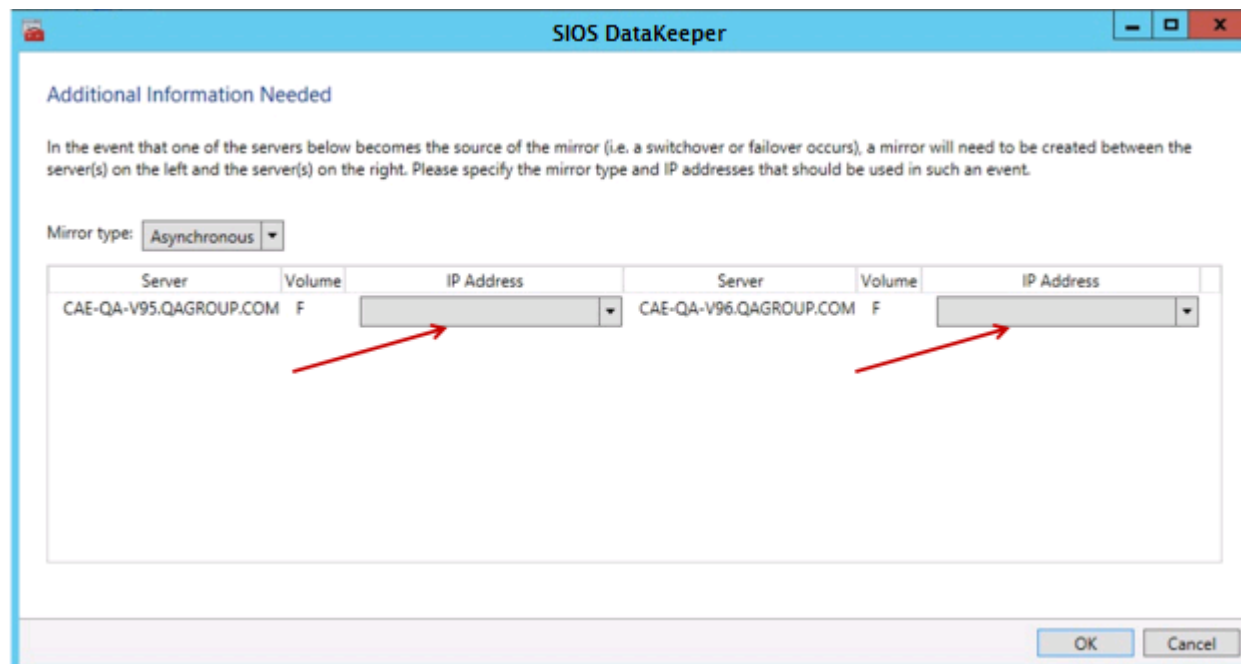 SIOS DataKeeper
Additional Information Needed
In the event that one of the servers below becomes the source of the mirror (i.e. a switchover or failover occurs), a mirror will need to be created between the
server(s) on the left and the server(s) on the right. Please specify the mirror type and IP addresses that should be used in such an event.
Mirror type: Asynchronous
Server Volume IP Address Server Volume IP Address
CAE-QA-V95.QAGROUP.COM F CAE-QA-V96.QAGROUP.COM F
OK Cancel